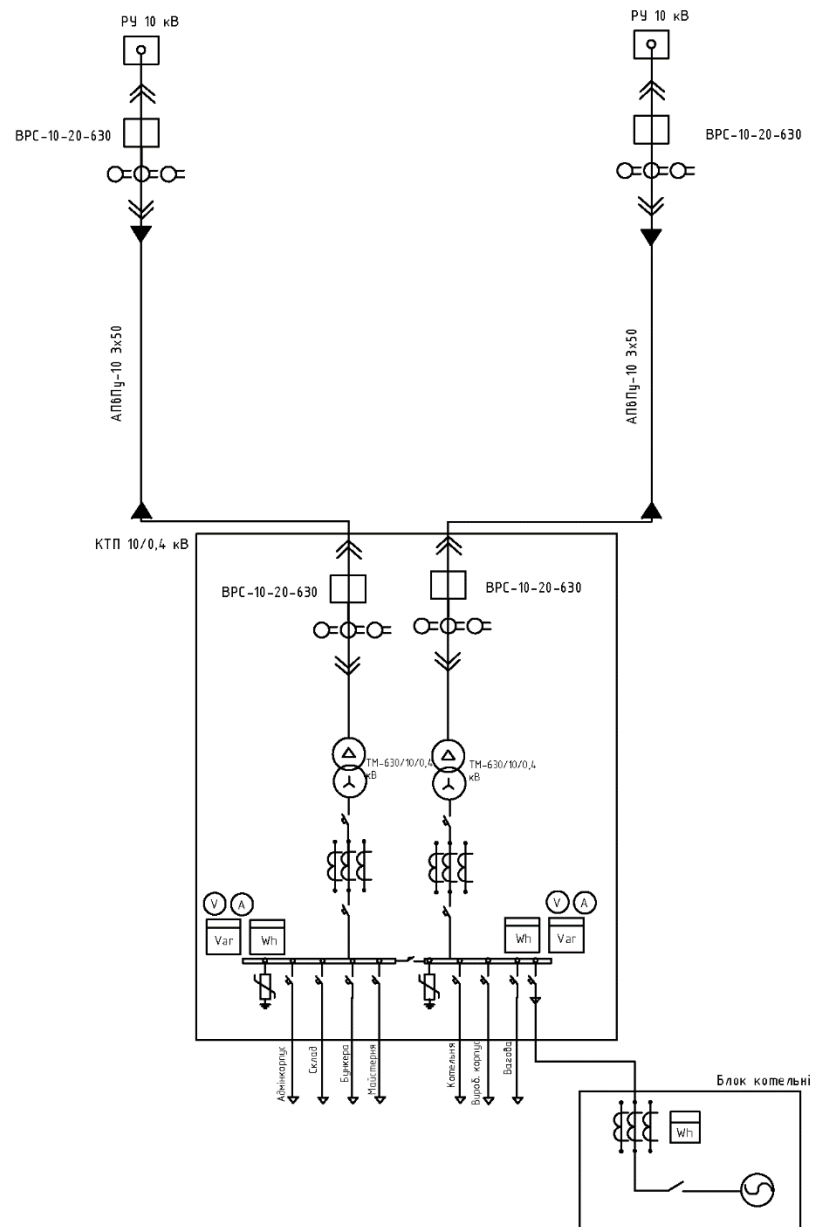 РУ 10 кВ
РУ 10 кВ
ВРС-10-20-630
ВРС-10-20-630
АПвПу-10 3х50
АПвПу-10 3х50
КТП 10/0,4 кВ
ВРС-10-20-630
ВРС-10-20-630
ТМ-630/10/0,4
кВ
ТМ-630/10/0,4
кВ
V
A
V
A
Var
Wh
Wh
Var
Адмінкорпус
Склад
Бункера
Майстерня
Котельня
Вироб. корпус
Вагова
Блок котельні
Wh